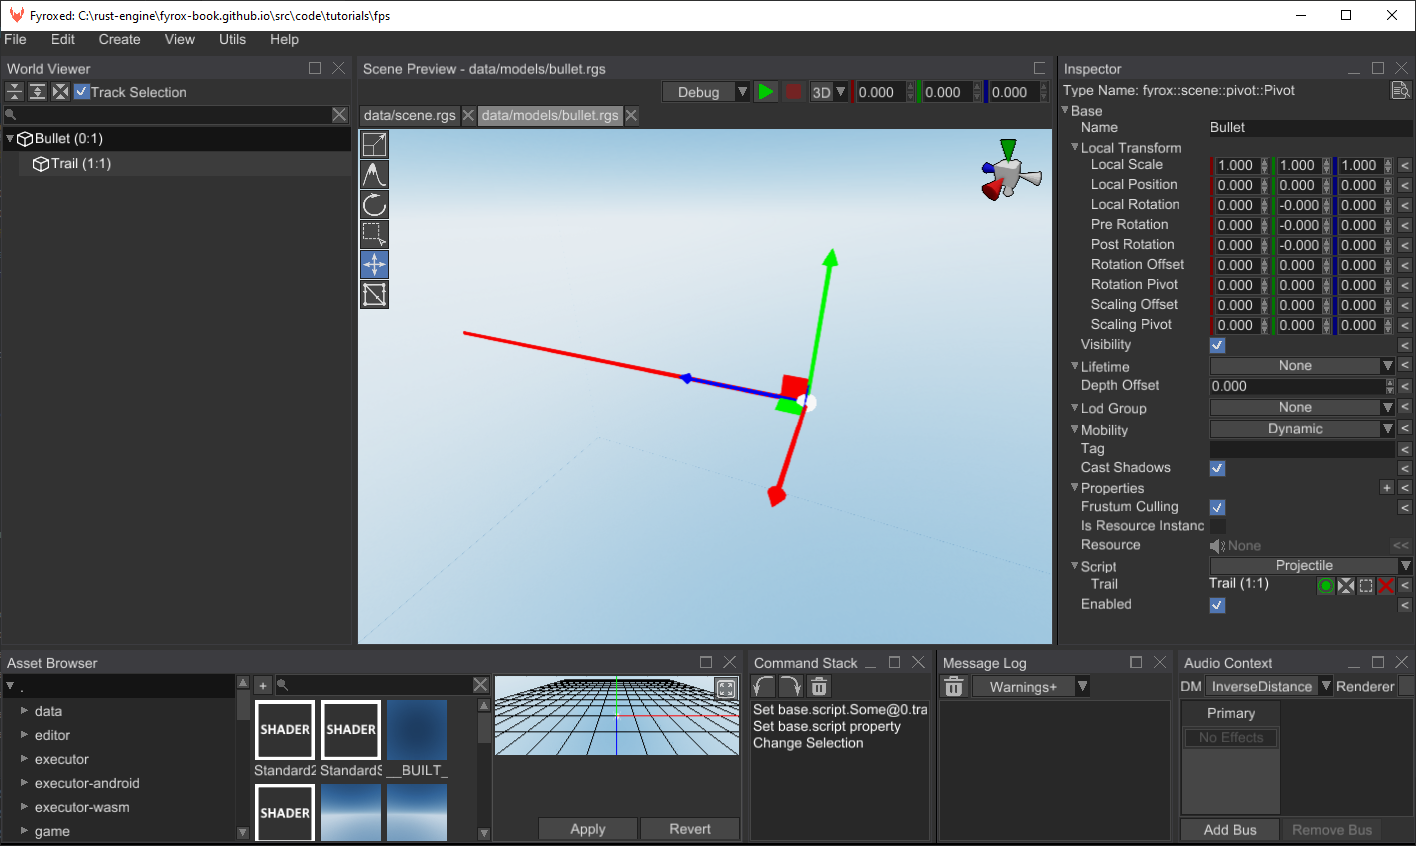 Fyroxed: C:\rust-engine\fyrox-book.github.io\src\code\tutorials\fps
File Edit Create View Utils Help
World Viewer
Track Selection
Bullet (0:1)
Trail (1:1)
Scene Preview - data/models/bullet.rgs
Debug 3D 0.000 0.000 0.000
data/scene.rgs data/models/bullet.rgs
Inspector
Type Name: fyrox::scene::pivot::Pivot
Base
Name Bullet
Local Transform
Local Scale 1.000 1.000 1.000 <
Local Position 0.000 0.000 0.000 <
Local Rotation 0.000 -0.000 0.000 <
Pre Rotation 0.000 -0.000 0.000 <
Post Rotation 0.000 -0.000 0.000 <
Rotation Offset 0.000 0.000 0.000 <
Rotation Pivot 0.000 0.000 0.000 <
Scaling Offset 0.000 0.000 0.000 <
Scaling Pivot 0.000 0.000 0.000 <
Visibility <
Lifetime None <
Depth Offset 0.000 <
Lod Group None <
Mobility Dynamic <
Tag <
Cast Shadows <
Properties + <
Frustum Culling <
Is Resource Instanc
Resource None <<
Script Projectile
Trail Trail (1:1) <
Enabled <
Asset Browser
.
data
editor
executor
executor-android
executor-wasm
game
+
SHADER SHADER
Standard2 StandardS __BUILT_
SHADER
Apply Revert
Command Stack
Set base.script.Some@0.tra
Set base.script property
Change Selection
Message Log
Warnings+
Audio Context
DM InverseDistance Renderer
Primary
No Effects
Add Bus Remove Bus